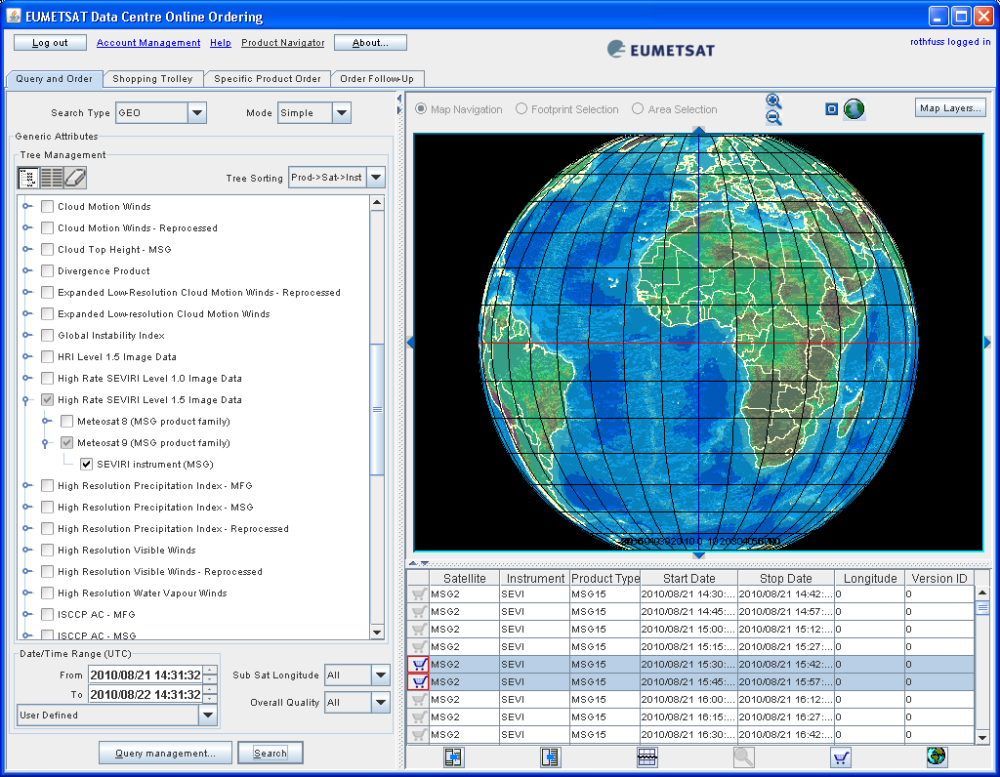 EUMETSAT Data Centre Online Ordering
Log out Account Management Help Product Navigator About... EUMETSAT rothfuss logged in
Query and Order Shopping Trolley Specific Product Order Order Follow-Up
Search Type GEO Mode Simple
Generic Attributes
Tree Management
Tree Sorting Prod->Sat->Inst
Cloud Motion Winds
Cloud Motion Winds - Reprocessed
Cloud Top Height - MSG
Divergence Product
Expanded Low-Resolution Cloud Motion Winds - Reprocessed
Expanded Low-resolution Cloud Motion Winds
Global Instability Index
HRI Level 1.5 Image Data
High Rate SEVIRI Level 1.0 Image Data
High Rate SEVIRI Level 1.5 Image Data
Meteosat 8 (MSG product family)
Meteosat 9 (MSG product family)
SEVIRI instrument (MSG)
High Resolution Precipitation Index - MFG
High Resolution Precipitation Index - MSG
High Resolution Precipitation Index - Reprocessed
High Resolution Visible Winds
High Resolution Visible Winds - Reprocessed
High Resolution Water Vapour Winds
ISCCP AC - MFG
ISCCP AC - MSG
Date/Time Range (UTC)
From 2010/08/21 14:31:32
To 2010/08/22 14:31:32
User Defined
Sub Sat Longitude All
Overall Quality All
Query management... Search
Map Navigation Footprint Selection Area Selection Map Layers...
Satellite Instrument Product Type Start Date Stop Date Longitude Version ID
MSG2 SEVI MSG15 2010/08/21 14:30:... 2010/08/21 14:42:... 0 0
MSG2 SEVI MSG15 2010/08/21 14:45:... 2010/08/21 14:57:... 0 0
MSG2 SEVI MSG15 2010/08/21 15:00:... 2010/08/21 15:12:... 0 0
MSG2 SEVI MSG15 2010/08/21 15:15:... 2010/08/21 15:27:... 0 0
MSG2 SEVI MSG15 2010/08/21 15:30:... 2010/08/21 15:42:... 0 0
MSG2 SEVI MSG15 2010/08/21 15:45:... 2010/08/21 15:57:... 0 0
MSG2 SEVI MSG15 2010/08/21 16:00:... 2010/08/21 16:12:... 0 0
MSG2 SEVI MSG15 2010/08/21 16:15:... 2010/08/21 16:27:... 0 0
MSG2 SEVI MSG15 2010/08/21 16:30:... 2010/08/21 16:42:... 0 0